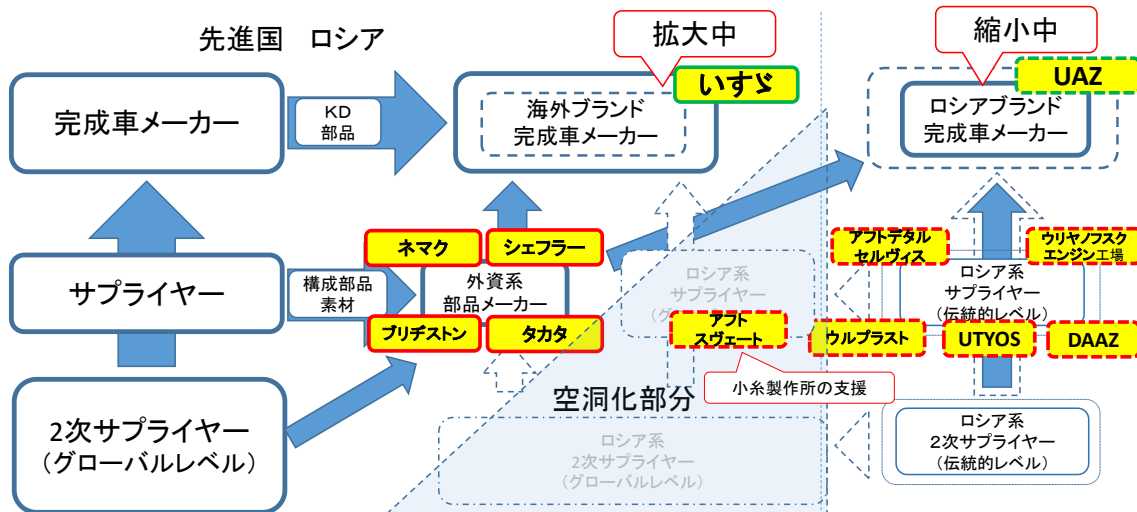 先進国　ロシア
拡大中
縮小中
完成車メーカー
KD
部品
海外ブランド
完成車メーカー
いすゞ
UAZ
ロシアブランド
完成車メーカー
サプライヤー
構成部品
素材
ネマク
シェフラー
外資系
部品メーカー
ブリヂストン
タカタ
ロシア系
サプライヤー
アフト
スヴェート
小糸製作所の支援
アフトデタル
セルヴィス
ウリヤノフスク
エンジン工場
ロシア系
サプライヤー
(伝統的レベル)
ウルプラスト
UTYOS
DAAZ
空洞化部分
2次サプライヤー
(グローバルレベル)
ロシア系
2次サプライヤー
(グローバルレベル)
ロシア系
２次サプライヤー
(伝統的レベル)